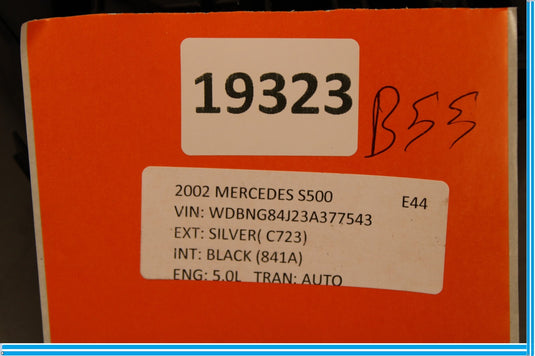 19323
B55
2002 MERCEDES S500 E44
VIN: WDBNG84J23A377543
EXT: SILVER( C723)
INT: BLACK (841A)
ENG: 5.0L TRAN: AUTO